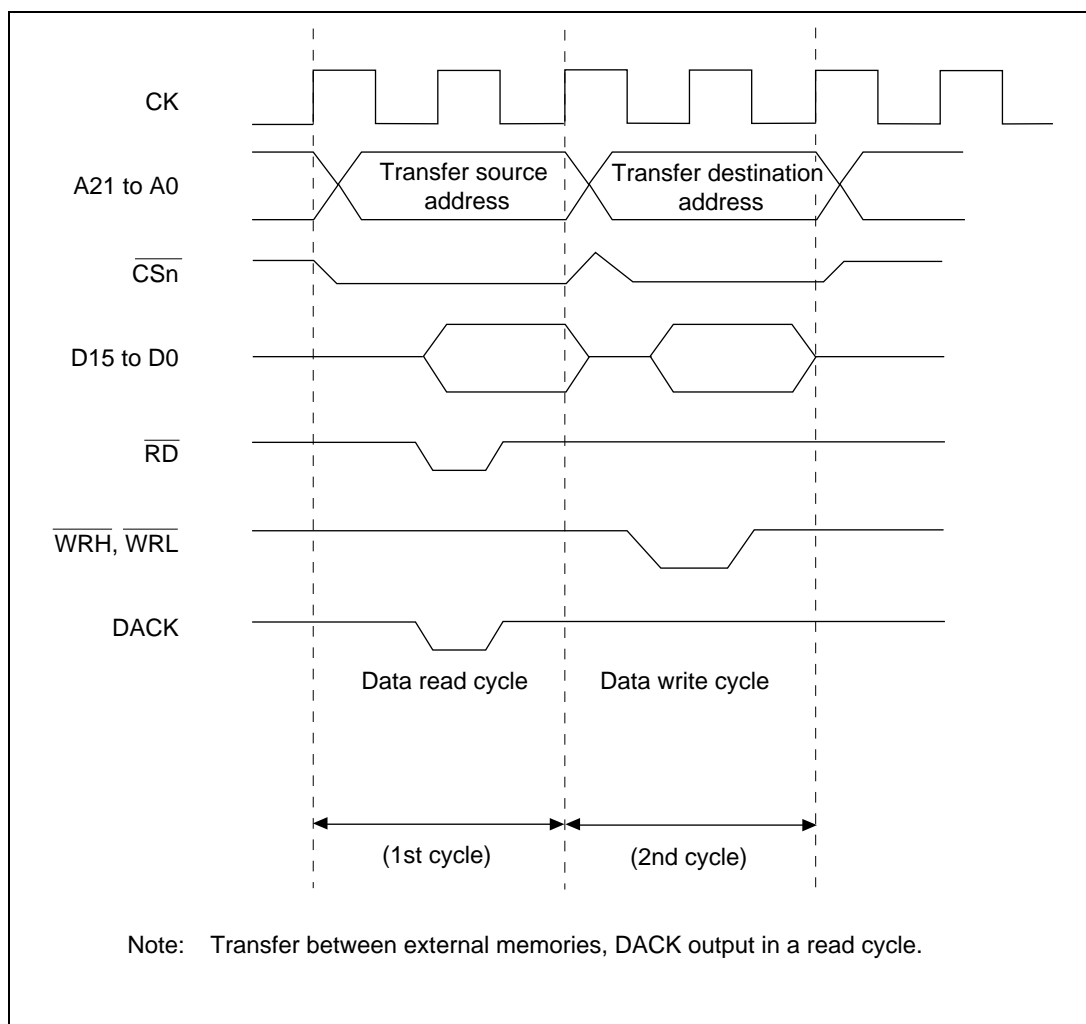 CK
A21 to A0
Transfer source
address
Transfer destination
address
CSn
D15 to D0
RD
WRH, WRL
DACK
Data read cycle
Data write cycle
(1st cycle)
(2nd cycle)
Note: Transfer between external memories, DACK output in a read cycle.